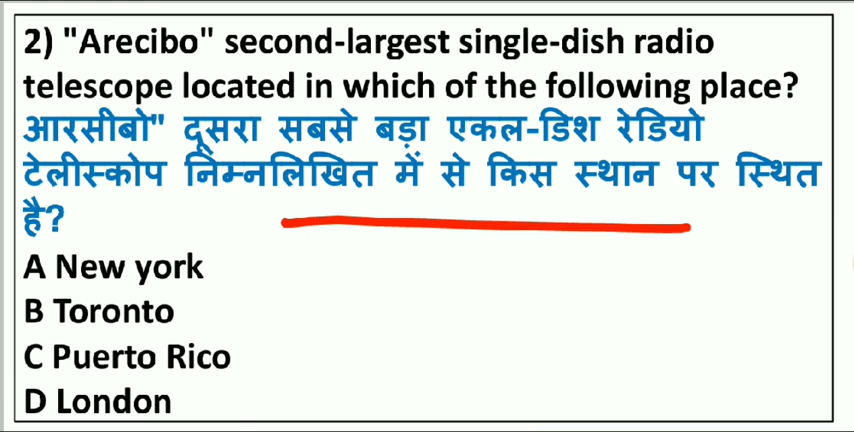 2) "Arecibo" second-largest single-dish radio
telescope located in which of the following place?
आरसीबो" दूसरा सबसे बड़ा एकल-डिश रेडियो
टेलीस्कोप निम्नलिखित में से किस स्थान पर स्थित
है?
A New york
B Toronto
C Puerto Rico
D London